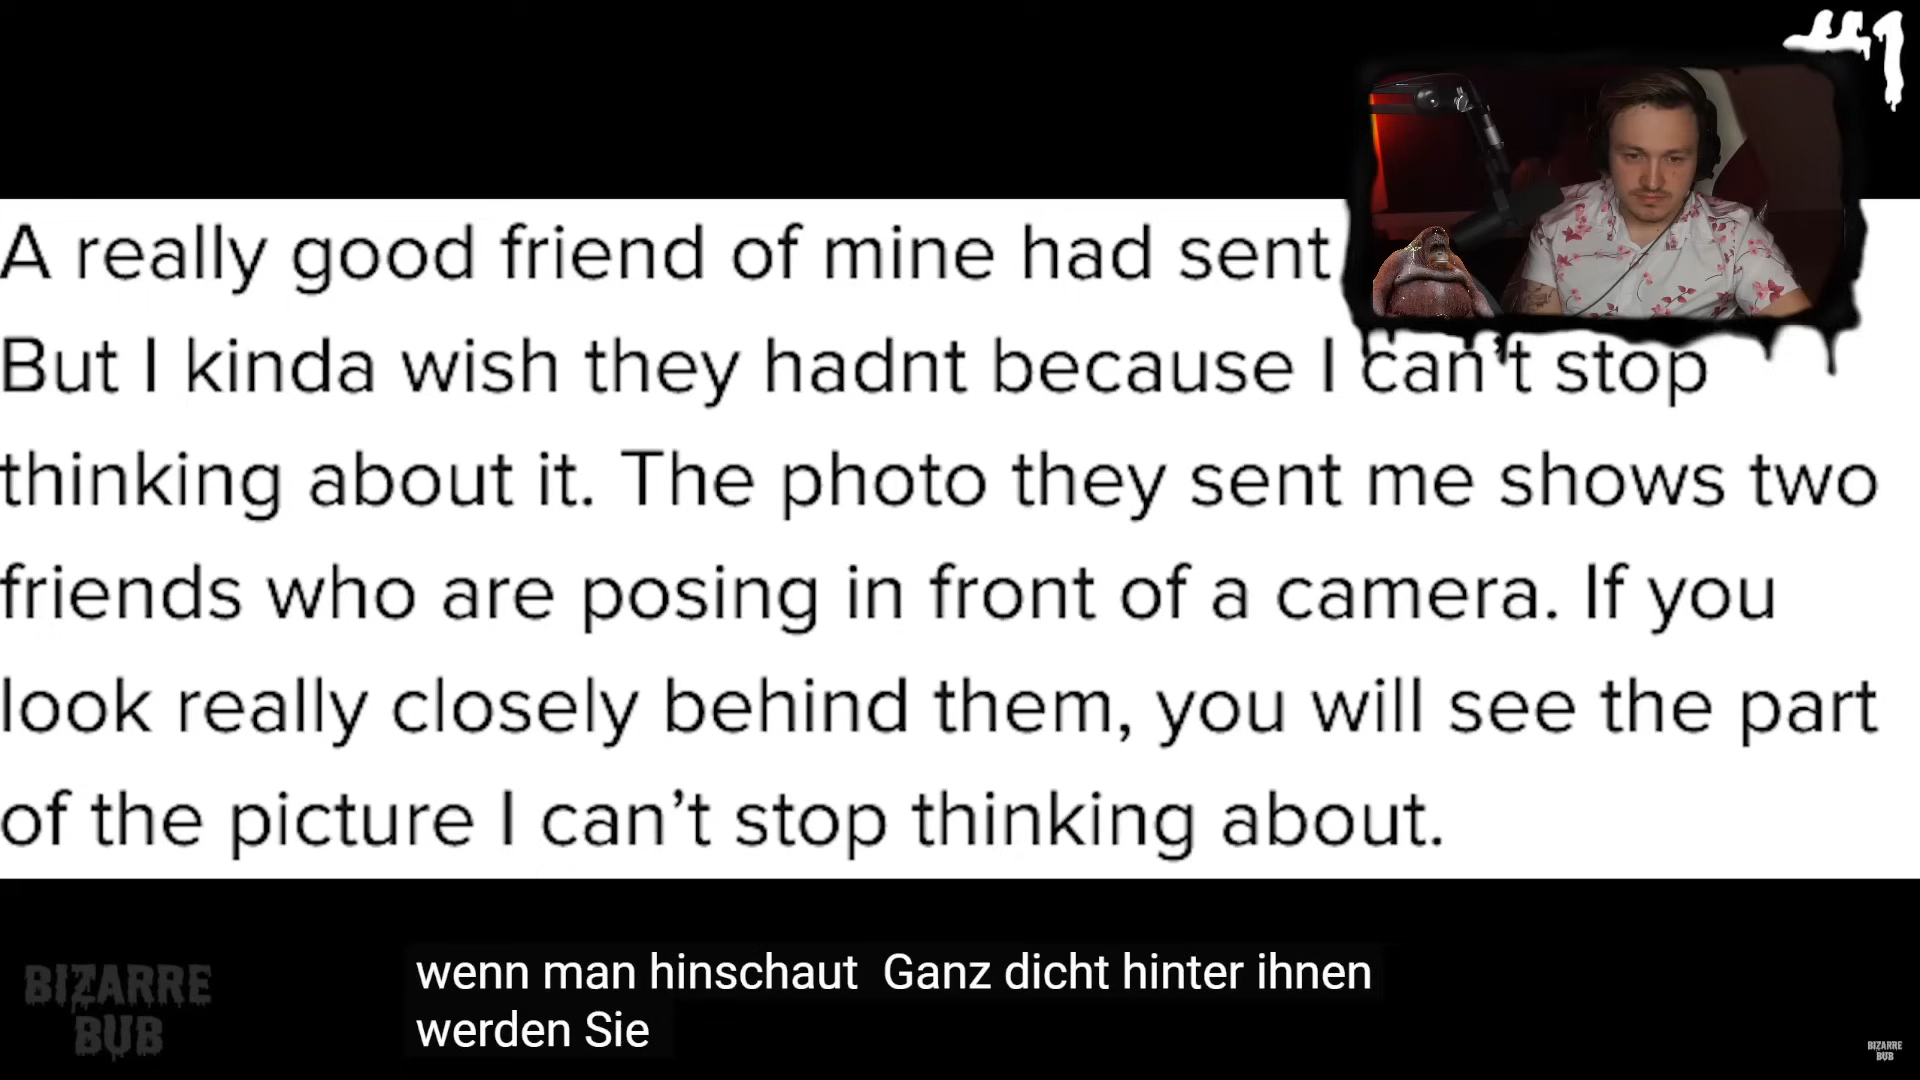 #1
A really good friend of mine had sent
But I kinda wish they hadnt because I can't stop
thinking about it. The photo they sent me shows two
friends who are posing in front of a camera. If you
look really closely behind them, you will see the part
of the picture I can't stop thinking about.
wenn man hinschaut  Ganz dicht hinter ihnen
werden Sie
BIZARRE
BUB
BIZARRE
BUB